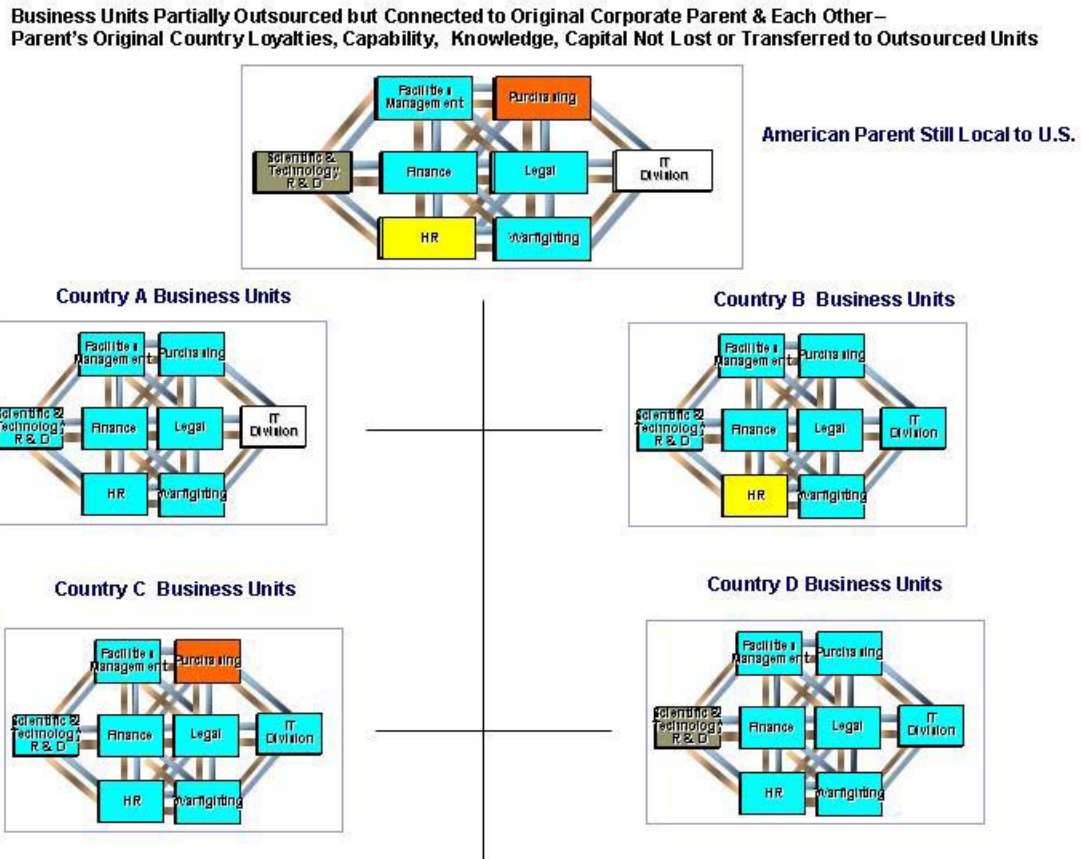 Business Units Partially Outsourced but Connected to Original Corporate Parent & Each Other–
Parent's Original Country Loyalties, Capability, Knowledge, Capital Not Lost or Transferred to Outsourced Units
American Parent Still Local to U.S.
Facilities
Management
Purchasing
Scientific &
Technology
R & D
Finance
Legal
IT
Division
HR
Warfighting
Country A Business Units
Facilities
Management
Purchasing
Scientific &
Technology
R & D
Finance
Legal
IT
Division
HR
Warfighting
Country B Business Units
Facilities
Management
Purchasing
Scientific &
Technology
R & D
Finance
Legal
IT
Division
HR
Warfighting
Country C Business Units
Facilities
Management
Purchasing
Scientific &
Technology
R & D
Finance
Legal
IT
Division
HR
Warfighting
Country D Business Units
Facilities
Management
Purchasing
Scientific &
Technology
R & D
Finance
Legal
IT
Division
HR
Warfighting